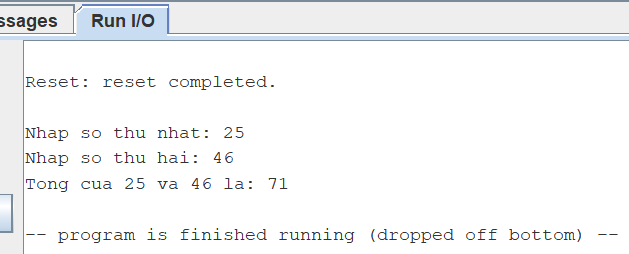 ssages Run I/O
Reset: reset completed.
Nhap so thu nhat: 25
Nhap so thu hai: 46
Tong cua 25 va 46 la: 71
-- program is finished running (dropped off bottom) --